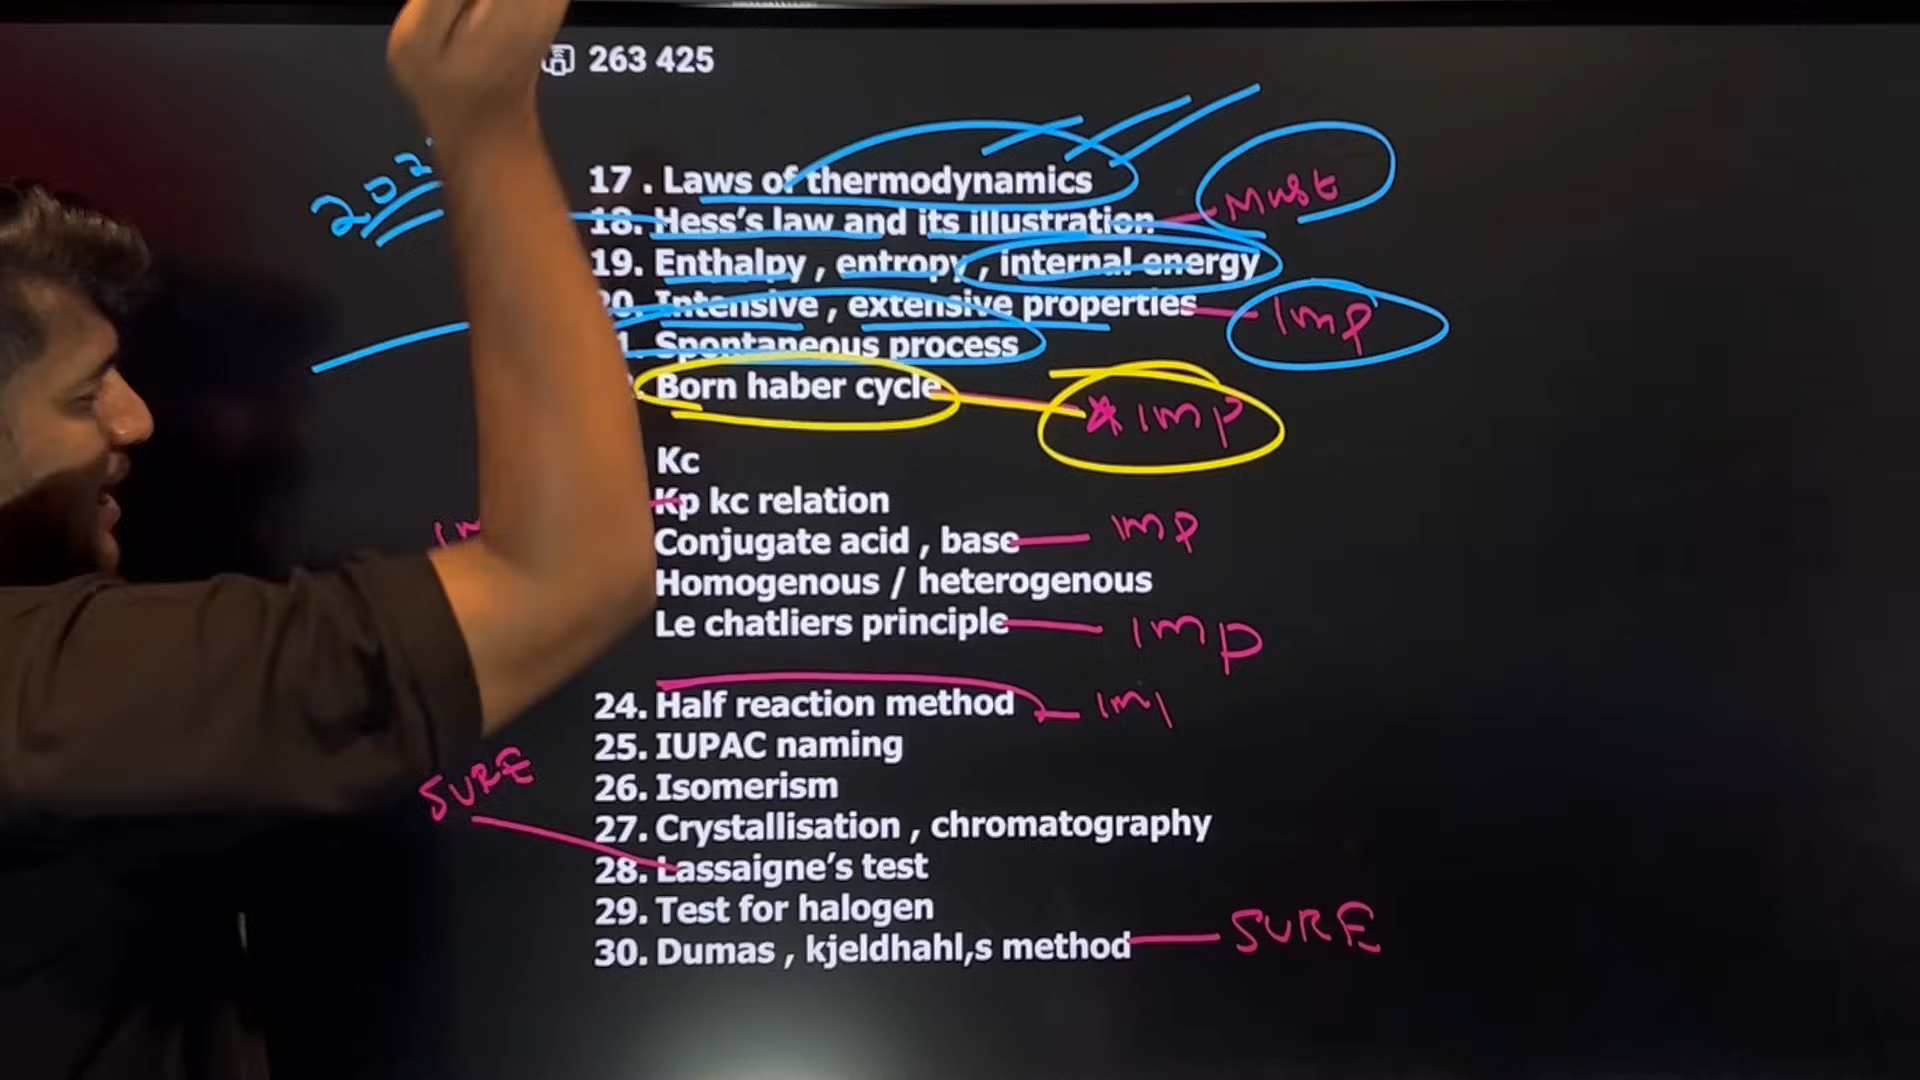 263 425
202
17 . Laws of thermodynamics
18. Hess's law and its illustration Must
19. Enthalpy , entropy , internal energy
0. Intensive , extensive properties Imp
1. Spontaneous process
Born haber cycle * IMP
Kc
Kp kc relation
Conjugate acid , base IMP
Homogenous / heterogenous
Le chatliers principle IMP
24. Half reaction method
25. IUPAC naming
26. Isomerism
SURE
27. Crystallisation , chromatography
28. Lassaigne's test
29. Test for halogen
30. Dumas , kjeldhahl,s method SURE